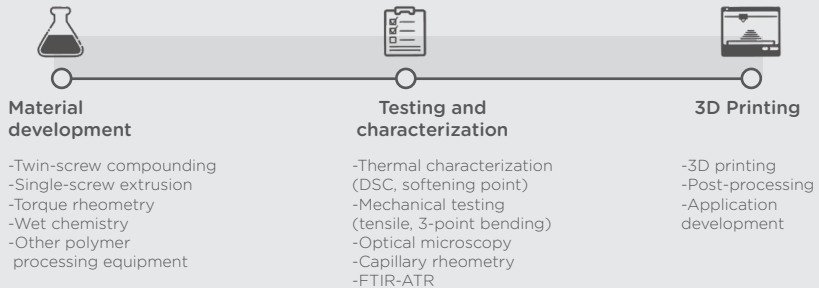 Material
development
-Twin-screw compounding
-Single-screw extrusion
-Torque rheometry
-Wet chemistry
-Other polymer
processing equipment
Testing and
characterization
-Thermal characterization
(DSC, softening point)
-Mechanical testing
(tensile, 3-point bending)
-Optical microscopy
-Capillary rheometry
-FTIR-ATR
3D Printing
-3D printing
-Post-processing
-Application
development